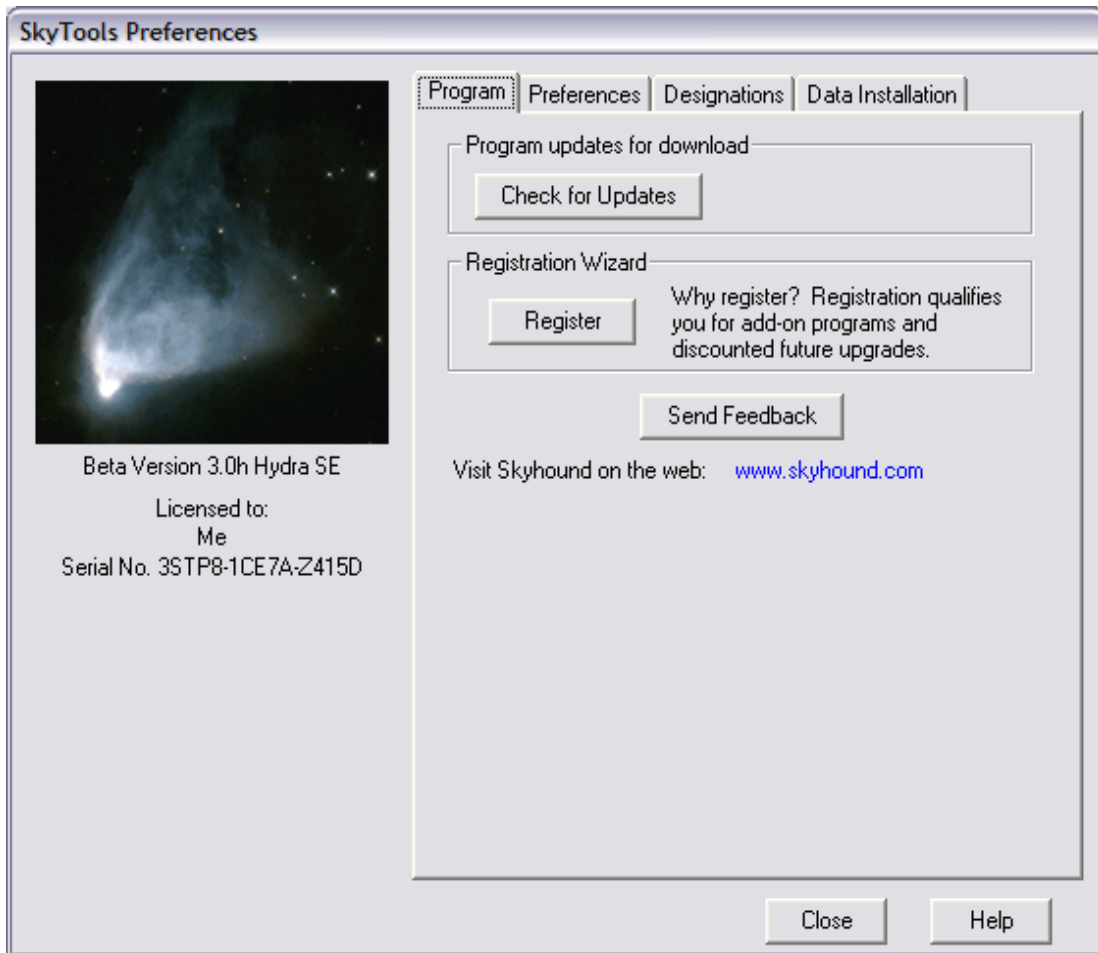 SkyTools Preferences
Program
Preferences
Designations
Data Installation
Program updates for download
Check for Updates
Registration Wizard
Register
Why register?  Registration qualifies
you for add-on programs and
discounted future upgrades.
Send Feedback
Visit Skyhound on the web: www.skyhound.com
Beta Version 3.0h Hydra SE
Licensed to:
Me
Serial No. 3STP8-1CE7A-Z415D
Close
Help